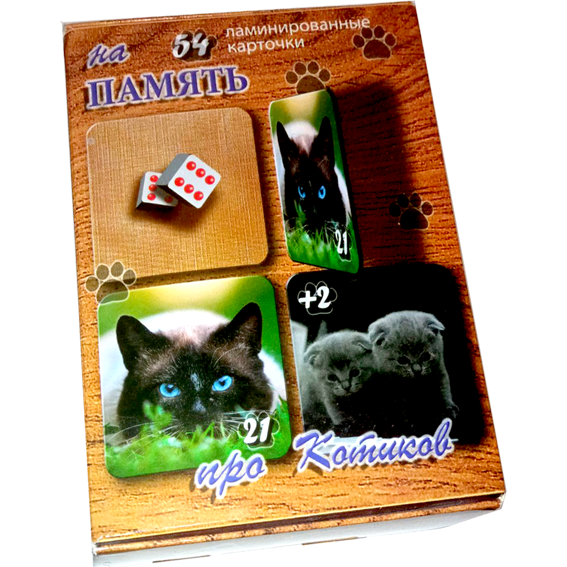 на 54 ламинированные
карточки
ПАМЯТЬ
21
+2
21
про Котиков